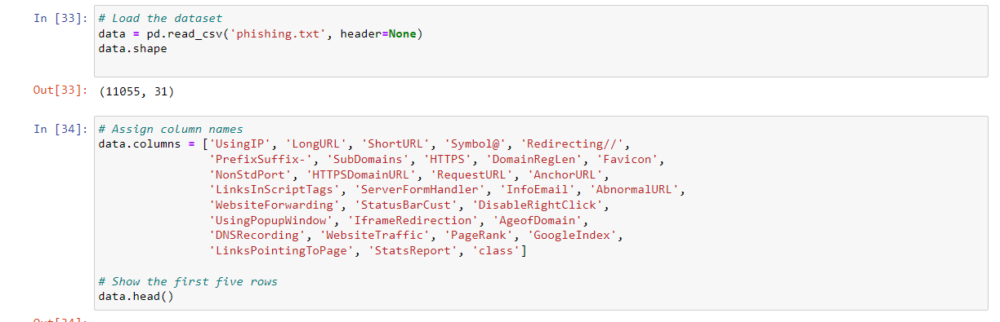 In [33]: # Load the dataset
data = pd.read_csv('phishing.txt', header=None)
data.shape
Out[33]: (11055, 31)
In [34]: # Assign column names
data.columns = ['UsingIP', 'LongURL', 'ShortURL', 'Symbol@', 'Redirecting//',
'PrefixSuffix-', 'SubDomains', 'HTTPS', 'DomainRegLen', 'Favicon',
'NonStdPort', 'HTTPSDomainURL', 'RequestURL', 'AnchorURL',
'LinksInScriptTags', 'ServerFormHandler', 'InfoEmail', 'AbnormalURL',
'WebsiteForwarding', 'StatusBarCust', 'DisableRightClick',
'UsingPopupWindow', 'IframeRedirection', 'AgeofDomain',
'DNSRecording', 'WebsiteTraffic', 'PageRank', 'GoogleIndex',
'LinksPointingToPage', 'StatsReport', 'class']
# Show the first five rows
data.head()
Out[34]: